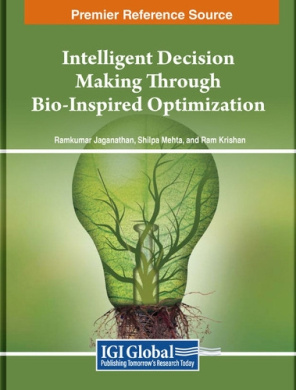 Premier Reference Source
Intelligent Decision
Making Through
Bio-Inspired Optimization
Ramkumar Jaganathan, Shilpa Mehta, and Ram Krishan
IGI Global
Publishing Tomorrow's Research Today